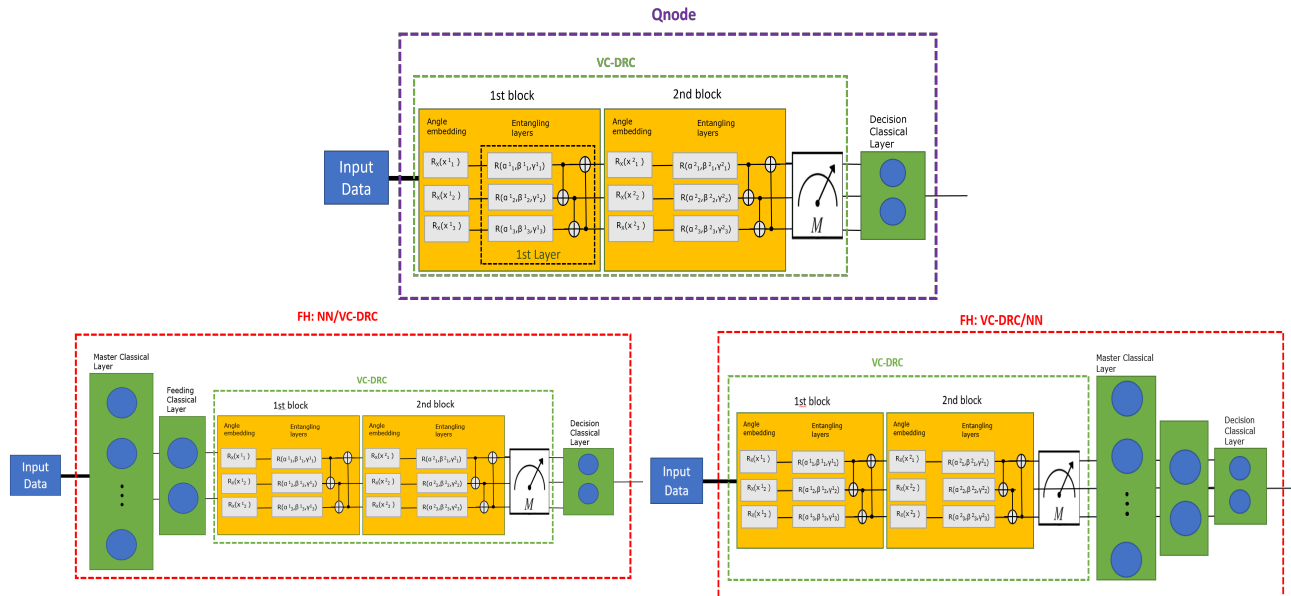 Qnode
VC-DRC
1st block
2nd block
Angle embedding
Entangling layers
Angle embedding
Entangling layers
Decision Classical Layer
Input Data
Rₓ(x¹₁)
R(α¹₁,β¹₁,γ¹₁)
Rₓ(x²₁)
R(α²₁,β²₁,γ²₁)
Rₓ(x¹₂)
R(α¹₂,β¹₂,γ¹₂)
Rₓ(x²₂)
R(α²₂,β²₂,γ²₂)
Rₓ(x¹₃)
R(α¹₃,β¹₃,γ¹₃)
Rₓ(x²₃)
R(α²₃,β²₃,γ²₃)
M
1st Layer
FH: NN/VC-DRC
Master Classical Layer
Feeding Classical Layer
VC-DRC
1st block
2nd block
Angle embedding
Entangling layers
Angle embedding
Entangling layers
Decision Classical Layer
Input Data
M
FH: VC-DRC/NN
VC-DRC
1st block
2nd block
Angle embedding
Entangling layers
Angle embedding
Entangling layers
Master Classical Layer
Decision Classical Layer
Input Data
M